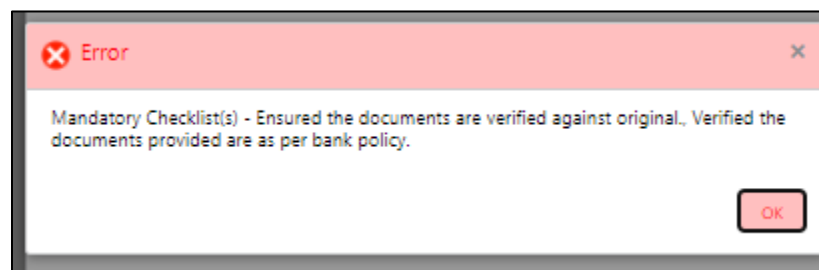 Error
Mandatory Checklist(s) - Ensured the documents are verified against original., Verified the
documents provided are as per bank policy.
OK